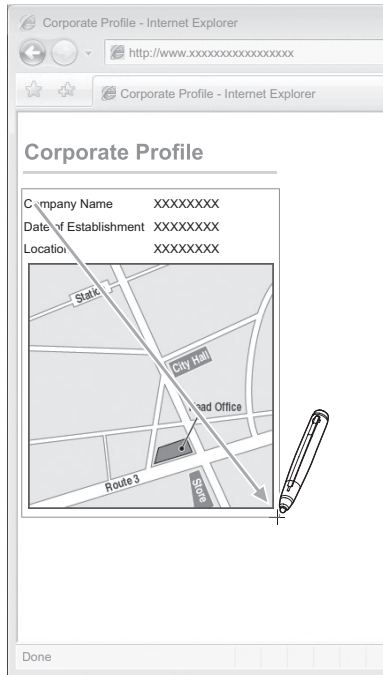 Corporate Profile - Internet Explorer
http://www.xxxxxxxxxxxxxxxxx
Corporate Profile - Internet Explorer
Corporate Profile
Company Name XXXXXXXX
Date of Establishment XXXXXXXX
Location XXXXXXXX
Station
City Hall
Head Office
Route 3
Store
Done